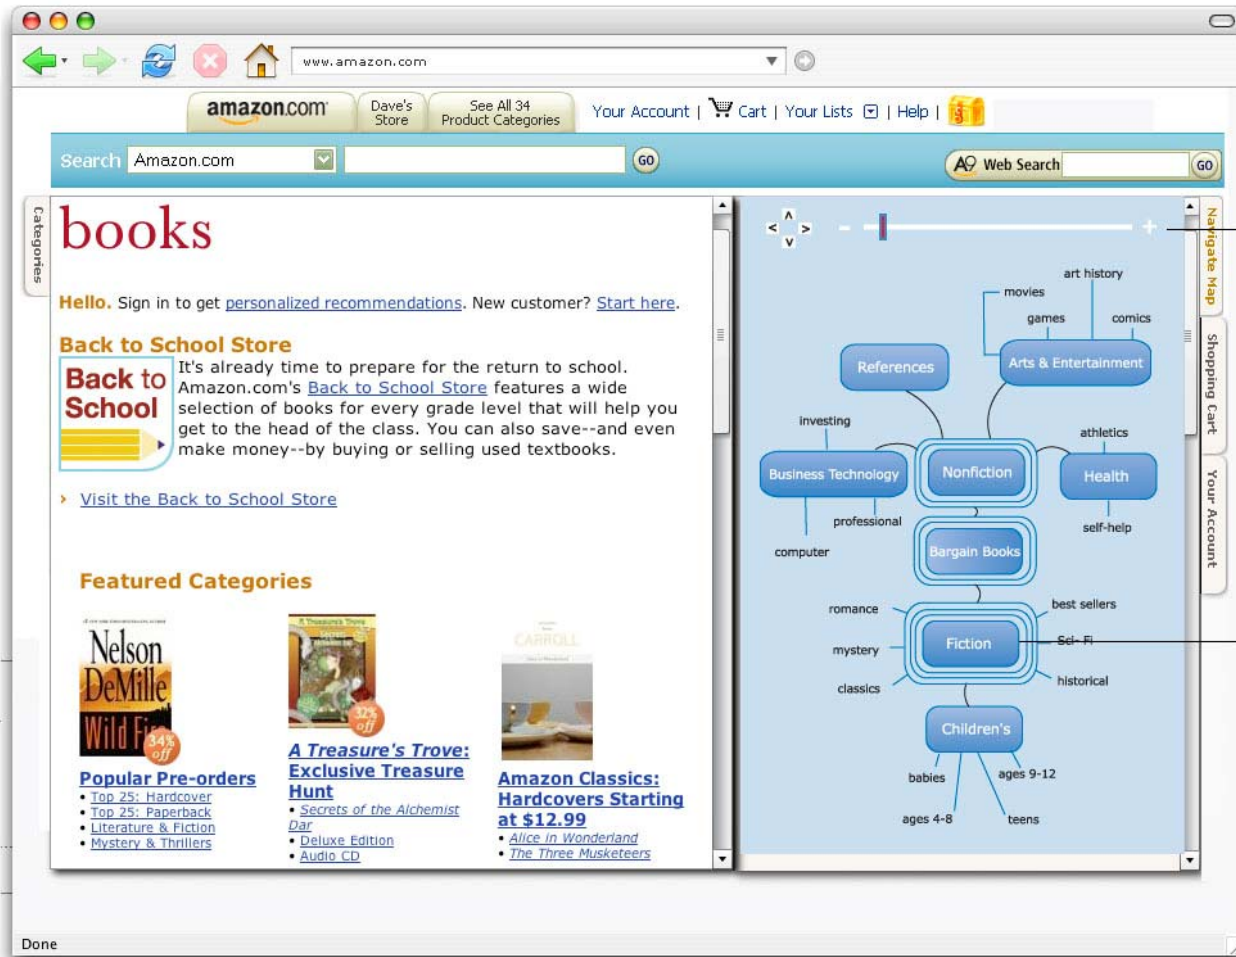 www.amazon.com
amazon.com
Dave's
Store
See All 34
Product Categories
Your Account | Cart | Your Lists | Help |
Search Amazon.com GO
A9 Web Search GO
Categories
books
Hello. Sign in to get personalized recommendations. New customer? Start here.
Back to School Store
Back to
School
It's already time to prepare for the return to school.
Amazon.com's Back to School Store features a wide
selection of books for every grade level that will help you
get to the head of the class. You can also save--and even
make money--by buying or selling used textbooks.
› Visit the Back to School Store
Featured Categories
Nelson
DeMille
Wild
34%
off
Popular Pre-orders
• Top 25: Hardcover
• Top 25: Paperback
• Literature & Fiction
• Mystery & Thrillers
A Treasure's Trove
32%
off
A Treasure's Trove:
Exclusive Treasure
Hunt
• Secrets of the Alchemist
Dar
• Deluxe Edition
• Audio CD
CARROLL
Amazon Classics:
Hardcovers Starting
at $12.99
• Alice in Wonderland
• The Three Musketeers
- +
art history
movies
games
comics
References
Arts & Entertainment
investing
athletics
Business Technology
Nonfiction
Health
professional
self-help
computer
Bargain Books
romance
best sellers
mystery
Fiction
Sci- Fi
classics
historical
Children's
babies
ages 9-12
ages 4-8
teens
Navigate Map
Shopping Cart
Your Account
Done